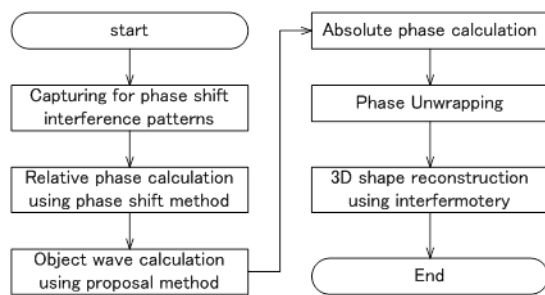 start
Capturing for phase shift
interference patterns
Relative phase calculation
using phase shift method
Object wave calculation
using proposal method
Absolute phase calculation
Phase Unwrapping
3D shape reconstruction
using interfermotery
End